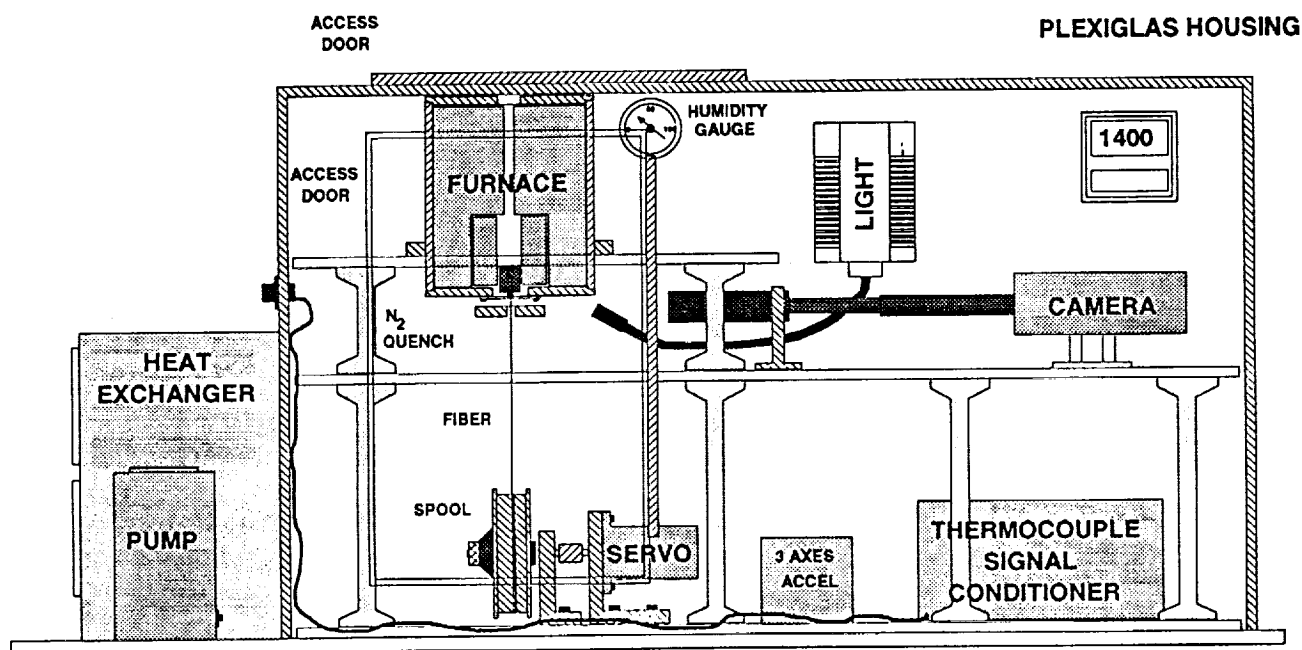 ACCESS
DOOR
PLEXIGLAS HOUSING
HUMIDITY
GAUGE
1400
ACCESS
DOOR
FURNACE
LIGHT
N2
QUENCH
CAMERA
HEAT
EXCHANGER
FIBER
SPOOL
PUMP
SERVO
3 AXES
ACCEL
THERMOCOUPLE
SIGNAL
CONDITIONER